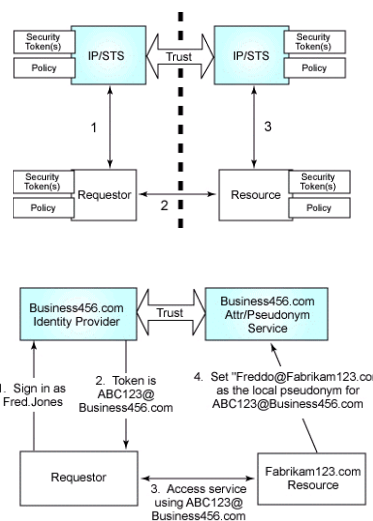 Security
Token(s)
Policy
IP/STS
Trust
IP/STS
Security
Token(s)
Policy
1
3
Security
Token(s)
Policy
Requestor
2
Resource
Security
Token(s)
Policy
Business456.com
Identity Provider
Trust
Business456.com
Attr/Pseudonym
Service
1. Sign in as
Fred.Jones
2. Token is
ABC123@
Business456.com
4. Set "Freddo@Fabrikam123.co
as the local pseudonym for
ABC123@Business456.com
Requestor
3. Access service
using ABC123@
Business456.com
Fabrikam123.com
Resource